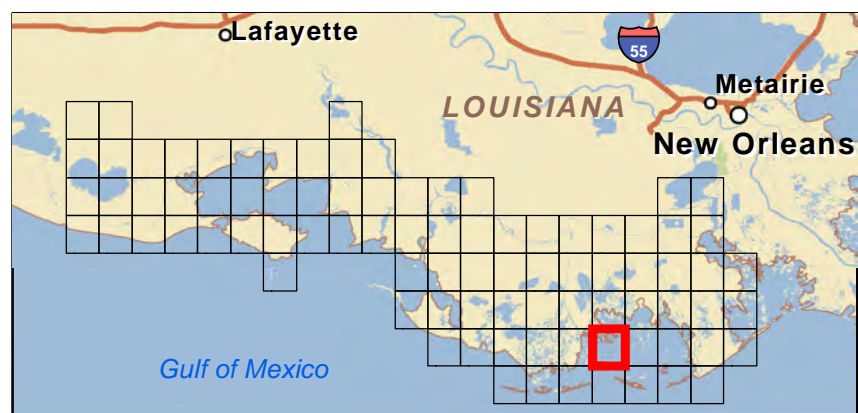 Lafayette
55
Metairie
LOUISIANA
New Orleans
Gulf of Mexico